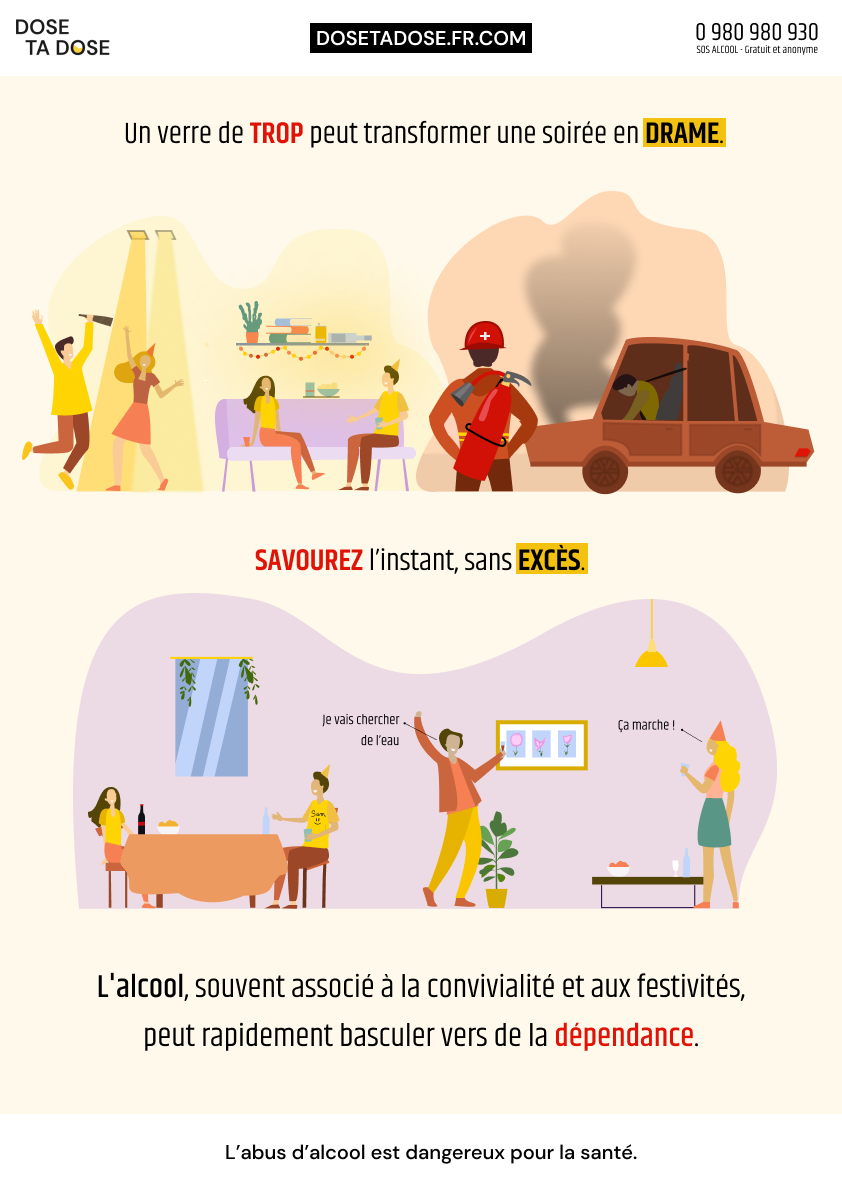 DOSE
TA DOSE
DOSETADOSE.FR.COM
0 980 980 930
SOS ALCOOL - Gratuit et anonyme
Un verre de TROP peut transformer une soirée en DRAME.
SAVOUREZ l'instant, sans EXCÈS.
Je vais chercher
de l'eau
Ça marche !
Sam
L'alcool, souvent associé à la convivialité et aux festivités,
peut rapidement basculer vers de la dépendance.
L'abus d'alcool est dangereux pour la santé.